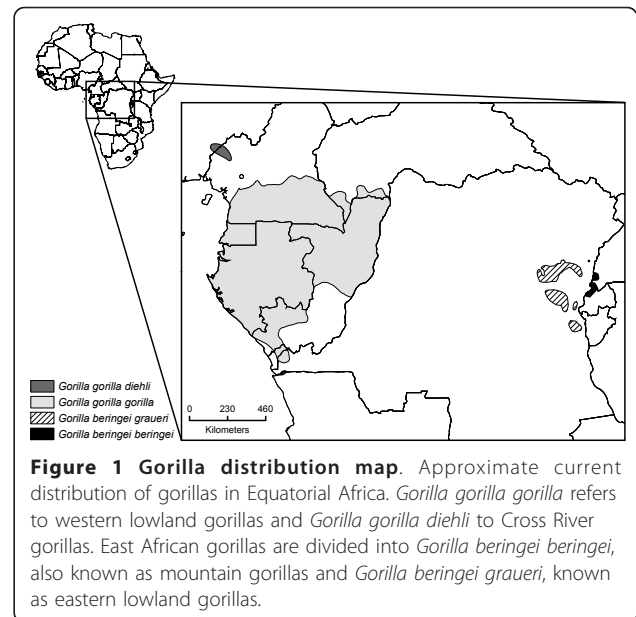 Gorilla gorilla diehli
Gorilla gorilla gorilla
Gorilla beringei graueri
Gorilla beringei beringei
0 230 460
Kilometers
Figure 1 Gorilla distribution map. Approximate current
distribution of gorillas in Equatorial Africa. Gorilla gorilla gorilla refers
to western lowland gorillas and Gorilla gorilla diehli to Cross River
gorillas. East African gorillas are divided into Gorilla beringei beringei,
also known as mountain gorillas and Gorilla beringei graueri, known
as eastern lowland gorillas.